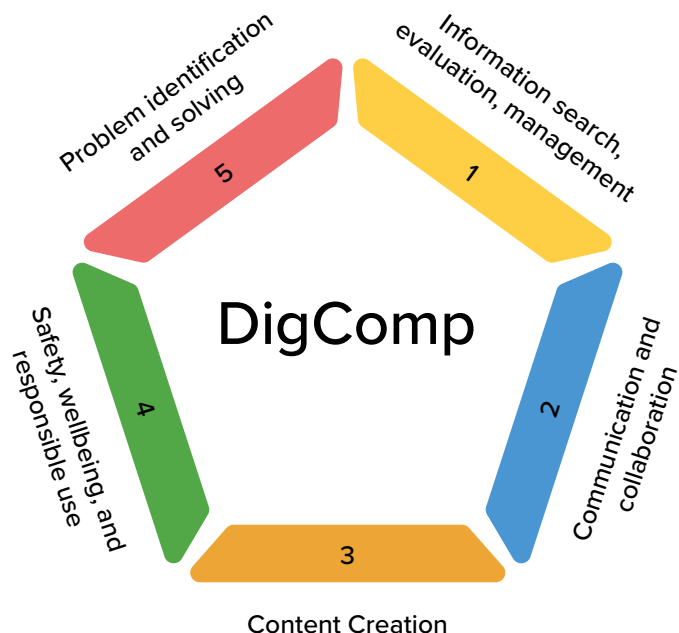 DigComp
1
Information search,
evaluation, management
2
Communication and
collaboration
3
Content Creation
4
Safety, wellbeing, and
responsible use
5
Problem identification
and solving